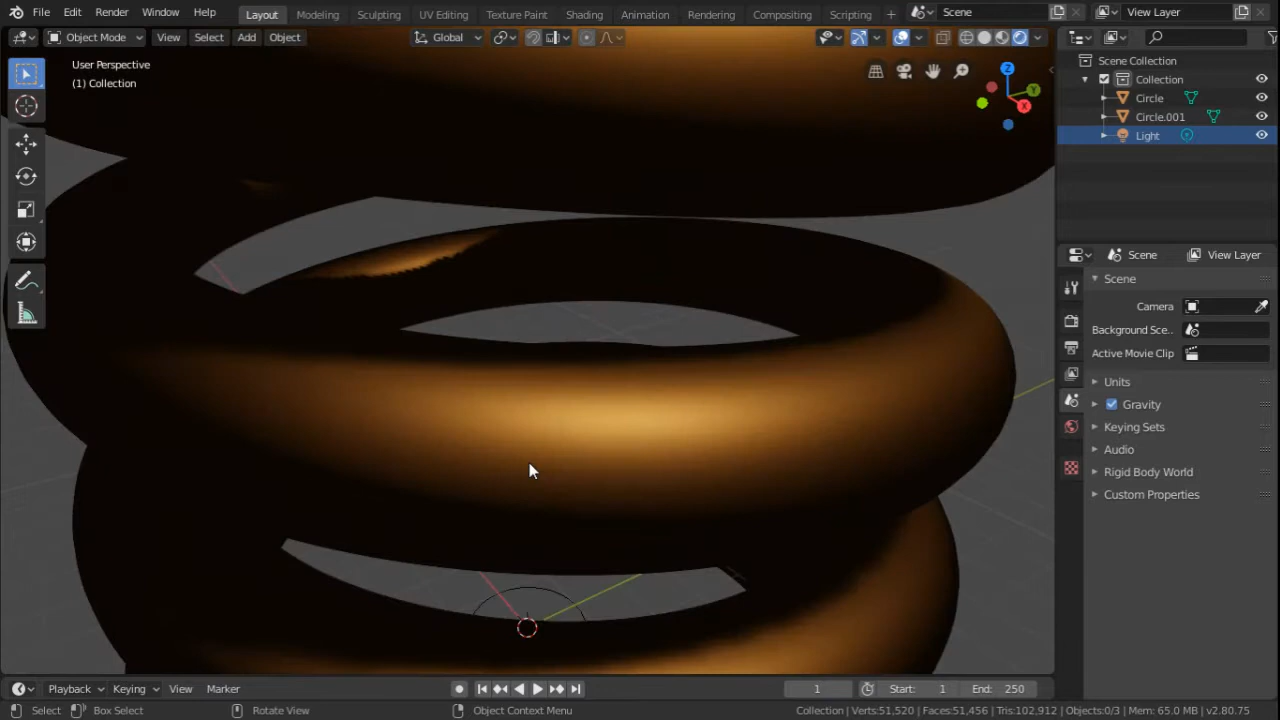 File Edit Render Window Help Layout Modeling Sculpting UV Editing Texture Paint Shading Animation Rendering Compositing Scripting + Scene View Layer
Object Mode View Select Add Object Global
User Perspective
(1) Collection
Z
Y
X
Scene Collection
Collection
Circle
Circle.001
Light
Scene View Layer
Scene
Camera
Background Sce..
Active Movie Clip
Units
Gravity
Keying Sets
Audio
Rigid Body World
Custom Properties
Playback Keying View Marker 1 Start: 1 End: 250
Select Box Select Rotate View Object Context Menu Collection | Verts:51,520 | Faces:51,456 | Tris:102,912 | Objects:0/3 | Mem: 65.0 MB | v2.80.75